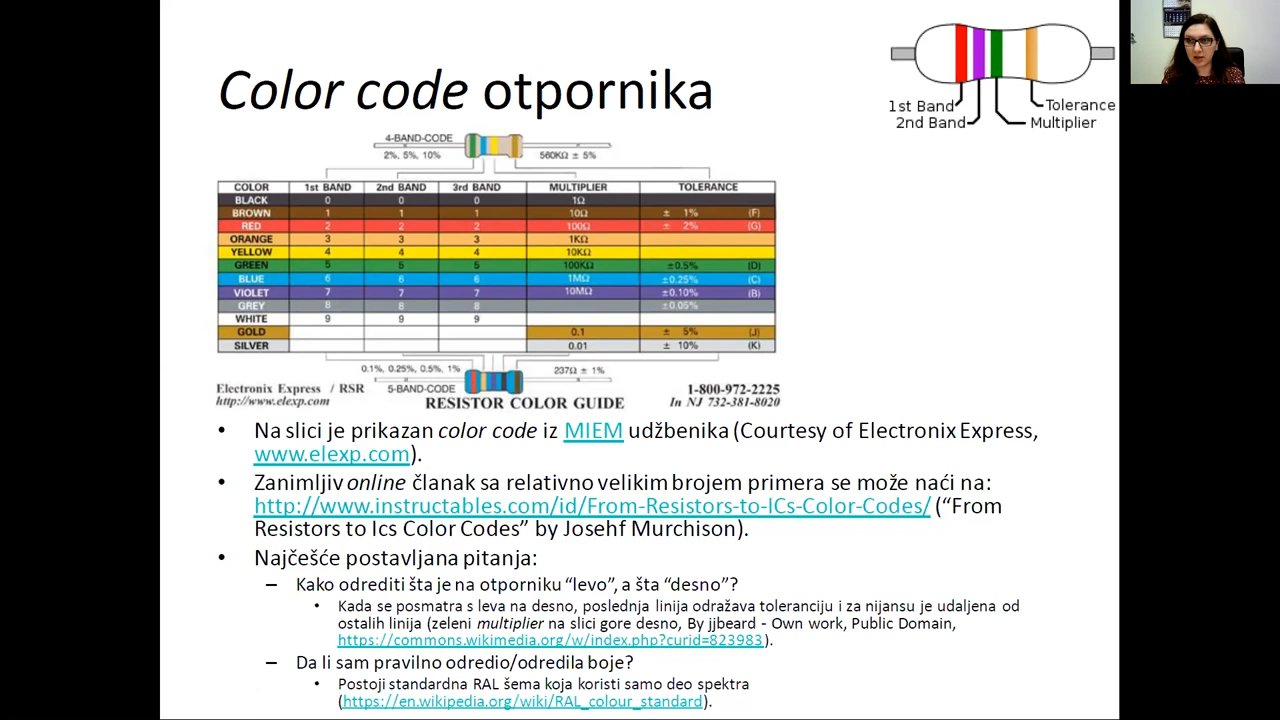 Color code otpornika
1st Band
2nd Band
Tolerance
Multiplier
4-BAND-CODE
2%, 5%, 10%
560KΩ ± 5%
COLOR 1st BAND 2nd BAND 3rd BAND MULTIPLIER TOLERANCE
BLACK 0 0 0 1Ω
BROWN 1 1 1 10Ω ± 1% (F)
RED 2 2 2 100Ω ± 2% (G)
ORANGE 3 3 3 1KΩ
YELLOW 4 4 4 10KΩ
GREEN 5 5 5 100KΩ ±0.5% (D)
BLUE 6 6 6 1MΩ ±0.25% (C)
VIOLET 7 7 7 10MΩ ±0.10% (B)
GREY 8 8 8 ±0.05%
WHITE 9 9 9
GOLD 0.1 ± 5% (J)
SILVER 0.01 ± 10% (K)
0.1%, 0.25%, 0.5%, 1%
5-BAND-CODE
237Ω ± 1%
Electronix Express / RSR
http://www.elexp.com
RESISTOR COLOR GUIDE
1-800-972-2225
In NJ 732-381-8020
• Na slici je prikazan color code iz MIEM udžbenika (Courtesy of Electronix Express,
www.elexp.com).
• Zanimljiv online članak sa relativno velikim brojem primera se može naći na:
http://www.instructables.com/id/From-Resistors-to-ICs-Color-Codes/ (“From
Resistors to Ics Color Codes” by Josehf Murchison).
• Najčešće postavljana pitanja:
– Kako odrediti šta je na otporniku “levo”, a šta “desno”?
• Kada se posmatra s leva na desno, poslednja linija odražava toleranciju i za nijansu je udaljena od
ostalih linija (zeleni multiplier na slici gore desno, By jjbeard - Own work, Public Domain,
https://commons.wikimedia.org/w/index.php?curid=823983).
– Da li sam pravilno odredio/odredila boje?
• Postoji standardna RAL šema koja koristi samo deo spektra
(https://en.wikipedia.org/wiki/RAL_colour_standard).